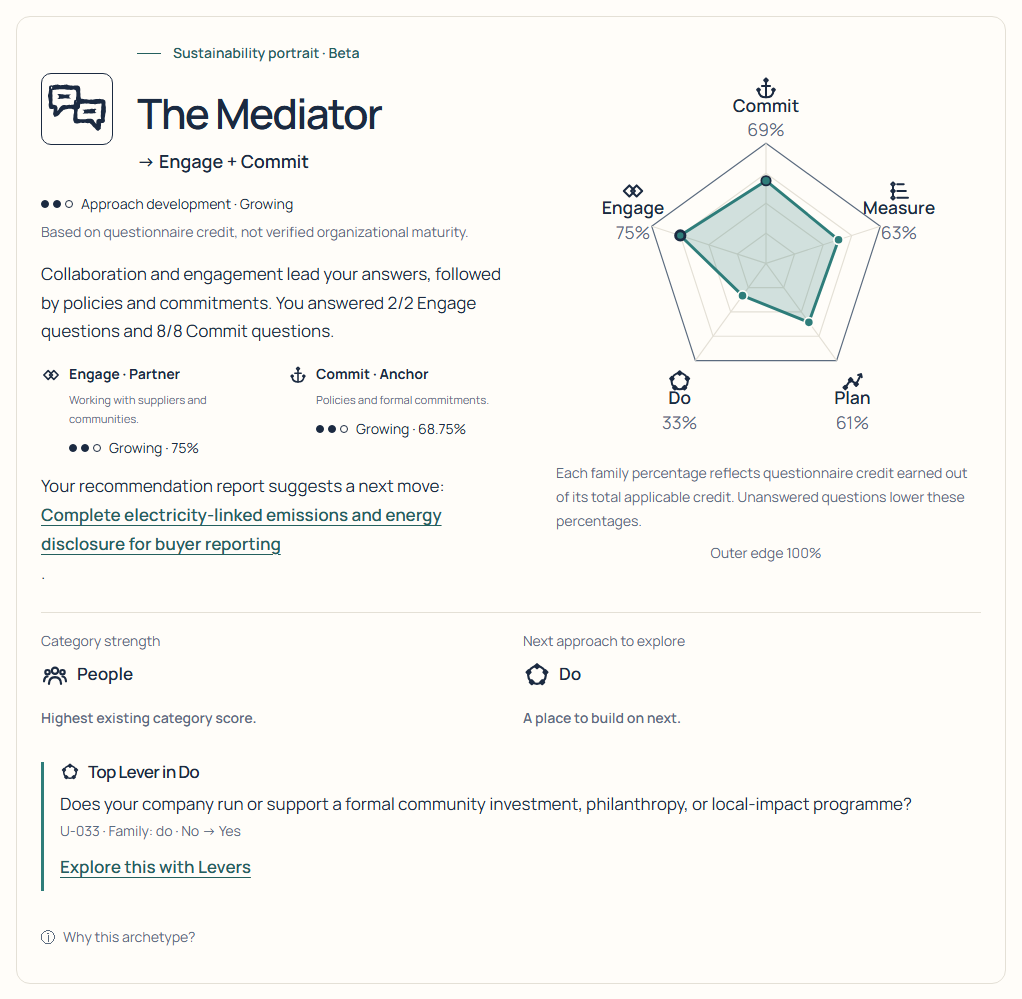 Sustainability portrait · Beta
The Mediator
→ Engage + Commit
Approach development · Growing
Based on questionnaire credit, not verified organizational maturity.
Collaboration and engagement lead your answers, followed
by policies and commitments. You answered 2/2 Engage
questions and 8/8 Commit questions.
Engage · Partner
Working with suppliers and
communities.
Growing · 75%
Commit · Anchor
Policies and formal commitments.
Growing · 68.75%
Your recommendation report suggests a next move:
Complete electricity-linked emissions and energy
disclosure for buyer reporting
.
Commit
69%
Engage
75%
Measure
63%
Do
33%
Plan
61%
Each family percentage reflects questionnaire credit earned out
of its total applicable credit. Unanswered questions lower these
percentages.
Outer edge 100%
Category strength
People
Highest existing category score.
Next approach to explore
Do
A place to build on next.
Top Lever in Do
Does your company run or support a formal community investment, philanthropy, or local-impact programme?
U-033 · Family: do · No → Yes
Explore this with Levers
Why this archetype?